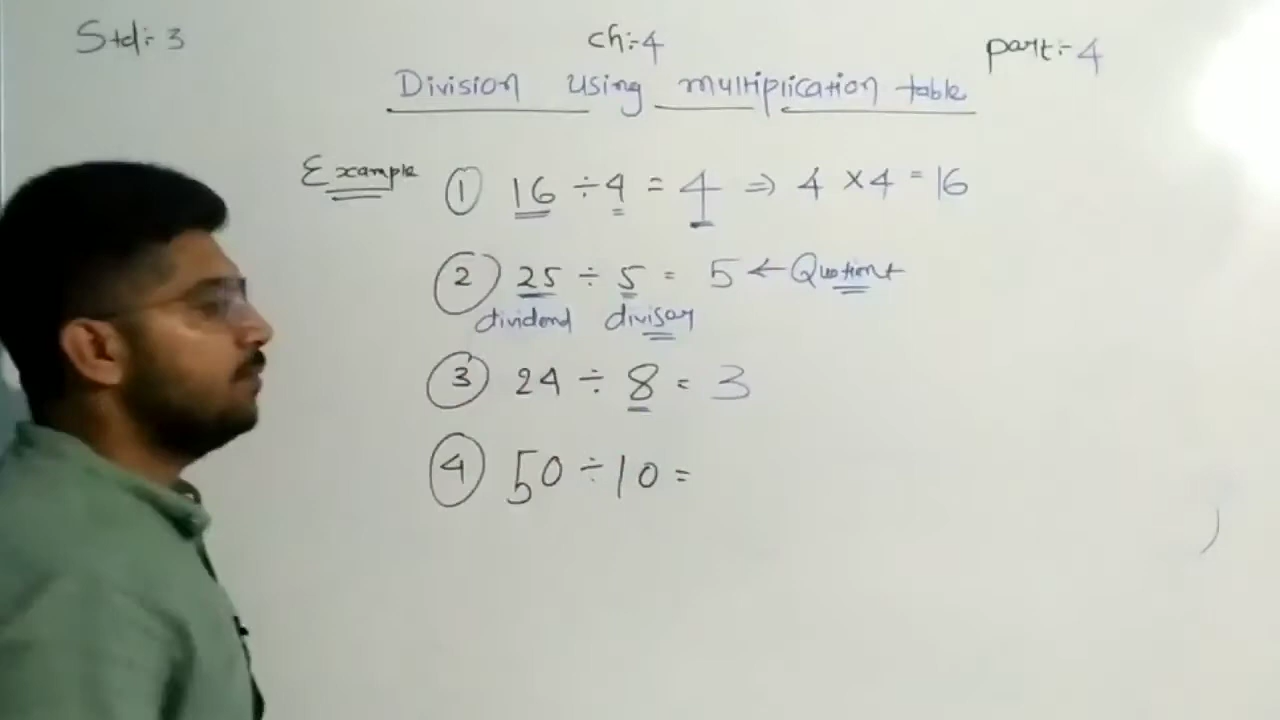 Std:- 3
ch:-4
part:- 4
Division using multiplication table
Example ① 16 ÷ 4 = 4 ⇒ 4 × 4 = 16
② 25 ÷ 5 = 5 ← Quotient
dividend divisor
③ 24 ÷ 8 = 3
④ 50 ÷ 10 =